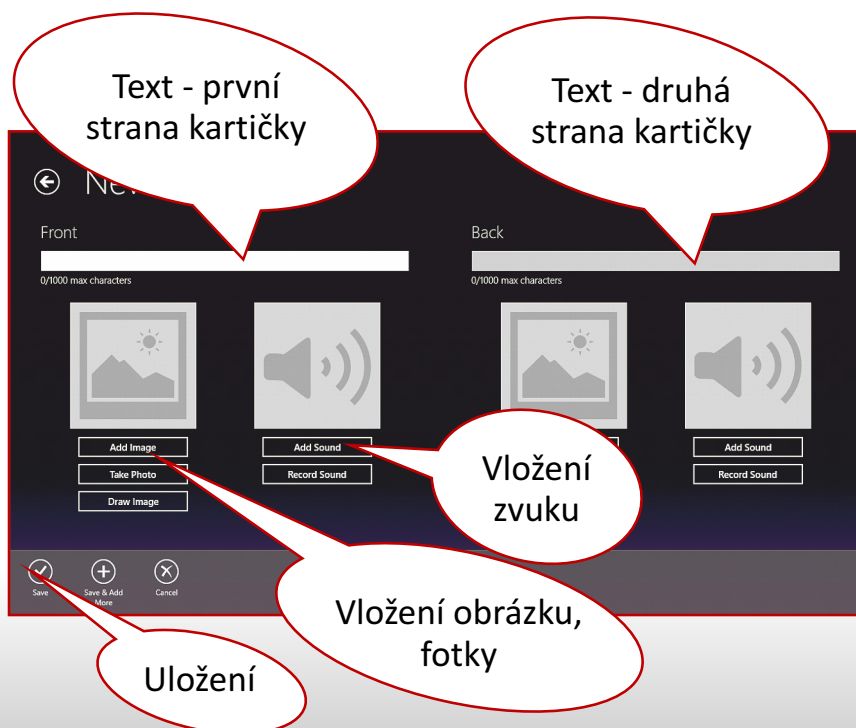 Text - první
strana kartičky
Text - druhá
strana kartičky
Front
Back
0/1000 max characters
0/1000 max characters
Add Image
Add Sound
Add Sound
Take Photo
Record Sound
Record Sound
Draw Image
Vložení
zvuku
Save
Save & Add
More
Cancel
Vložení obrázku,
fotky
Uložení